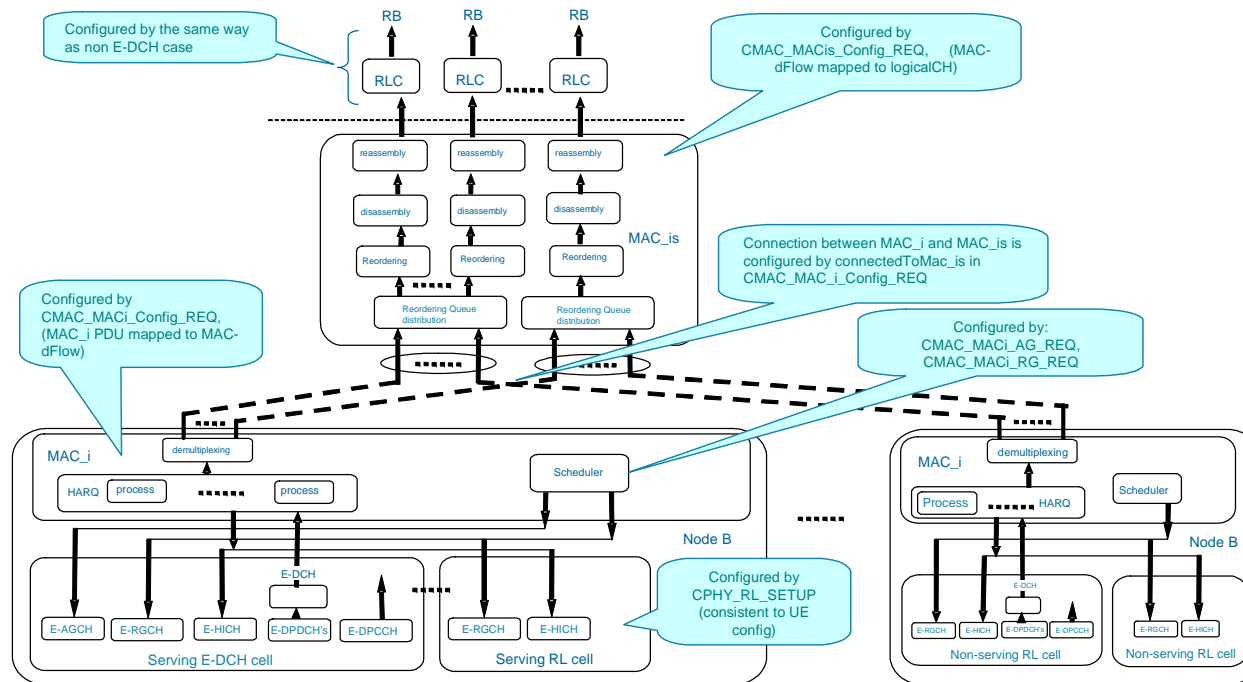 Configured by the same way
as non E-DCH case
RB
RB
RB
RLC
RLC
RLC
Configured by
CMAC_MACis_Config_REQ, (MAC-
dFlow mapped to logicalCH)
reassembly
reassembly
reassembly
disassembly
disassembly
disassembly
MAC_is
Reordering
Reordering
Reordering
Reordering Queue
distribution
Reordering Queue
distribution
Connection between MAC_i and MAC_is is
configured by connectedToMac_is in
CMAC_MAC_i_Config_REQ
Configured by
CMAC_MACi_Config_REQ,
(MAC_i PDU mapped to MAC-
dFlow)
Configured by:
CMAC_MACi_AG_REQ,
CMAC_MACi_RG_REQ
MAC_i
demultiplexing
HARQ
process
process
Scheduler
Node B
E-DCH
E-AGCH
E-RGCH
E-HICH
E-DPDCH's
E-DPCCH
Serving E-DCH cell
E-RGCH
E-HICH
Serving RL cell
Configured by
CPHY_RL_SETUP
(consistent to UE
config)
MAC_i
demultiplexing
Process
HARQ
Scheduler
Node B
E-DCH
E-RGCH
E-HICH
E-DPDCH's
E-DPCCH
Non-serving RL cell
E-RGCH
E-HICH
Non-serving RL cell